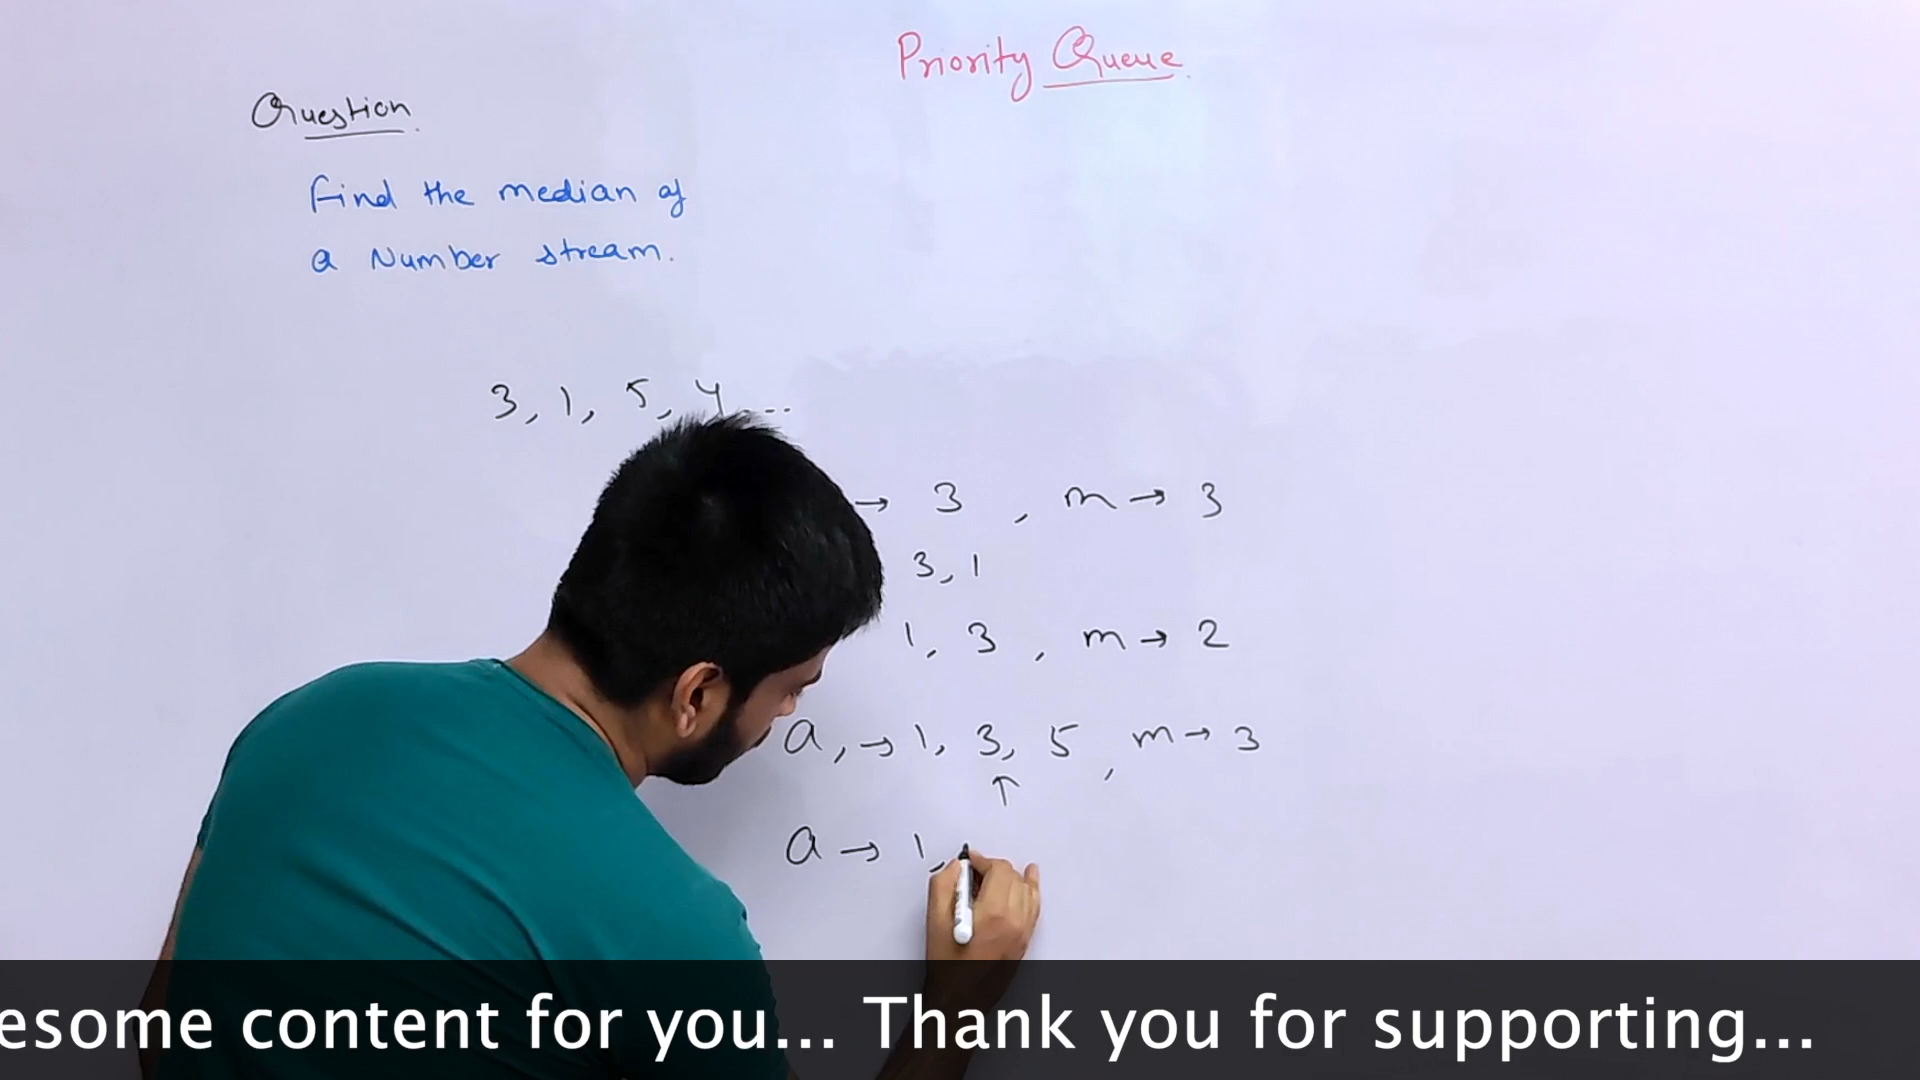 Priority Queue
Question
Find the median of
a Number stream.
3, 1, 5, 4...
→ 3 , m → 3
3, 1
1, 3 , m → 2
a, → 1, 3, 5 , m → 3
↑
a → 1,
esome content for you... Thank you for supporting...